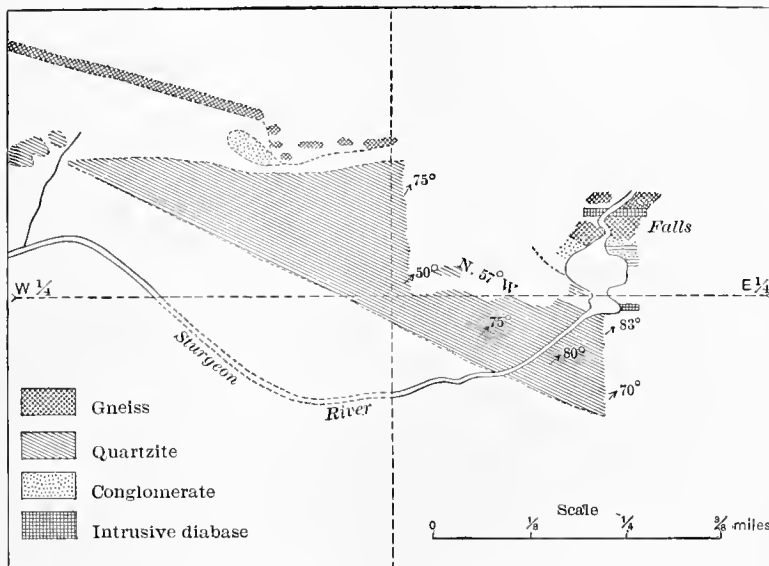 75°
Falls
50°
N. 57° W
W ¼
E ¼
75°
83°
80°
70°
Sturgeon
River
Gneiss
Quartzite
Conglomerate
Intrusive diabase
Scale
0 ⅛ ¼ ⅜ miles